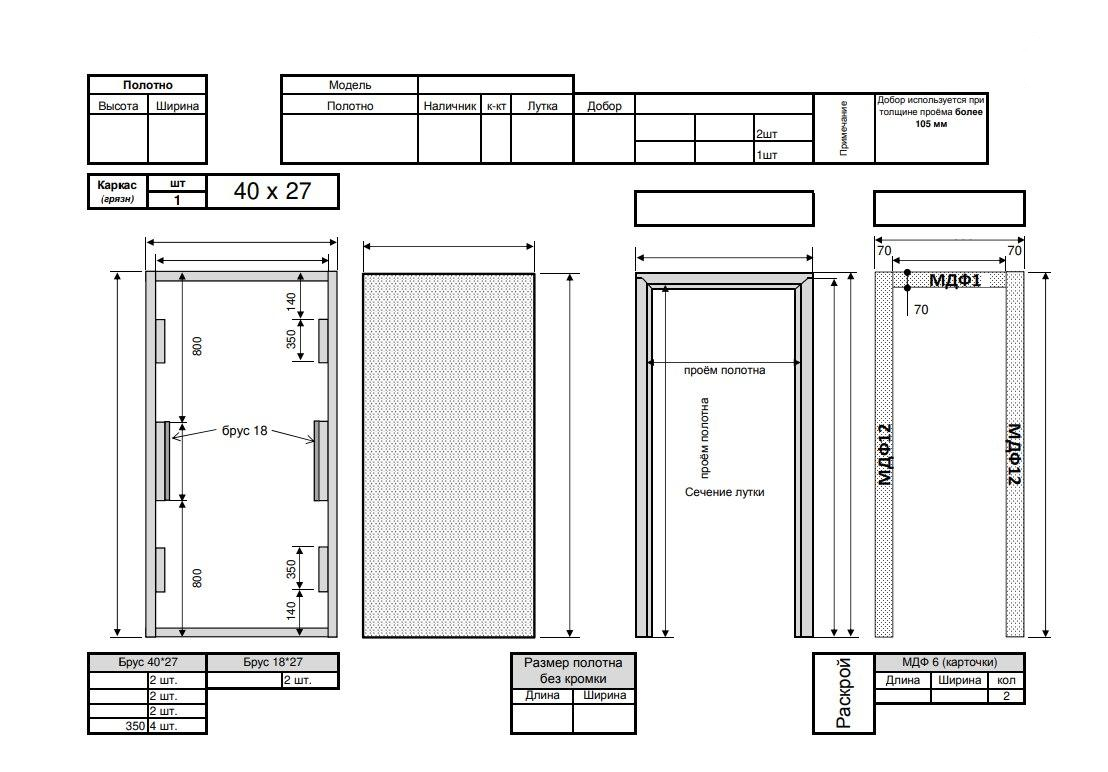 Полотно
Высота Ширина
Модель
Полотно Наличник к-кт Лутка Добор
2шт
1шт
Примечание
Добор используется при
толщине проёма более
105 мм
Каркас
(грязн)
шт
1
40 x 27
140
350
800
брус 18
800
350
140
проём полотна
проём полотна
Сечение лутки
70 70
МДФ1
70
МДФ12
МДФ12
Брус 40*27 Брус 18*27
2 шт. 2 шт.
2 шт.
2 шт.
350 4 шт.
Размер полотна
без кромки
Длина Ширина
Раскрой
МДФ 6 (карточки)
Длина Ширина кол
2